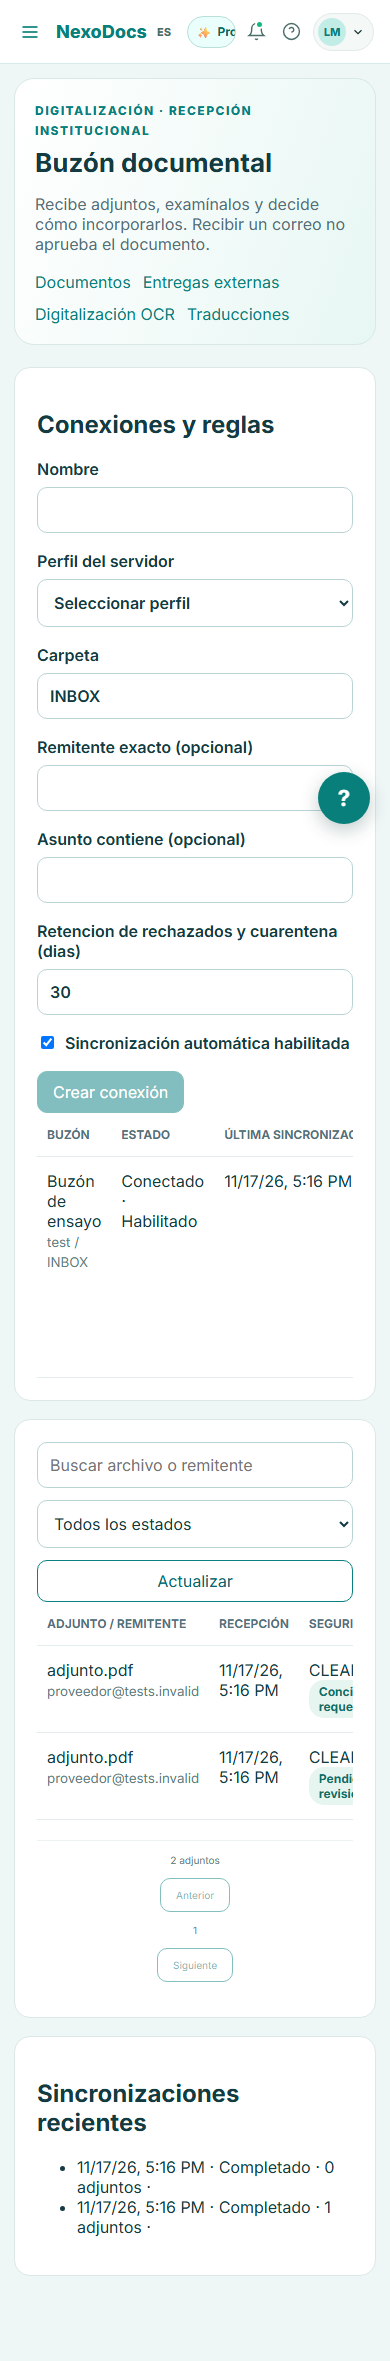 NexoDocs ES Pro LM
DIGITALIZACIÓN · RECEPCIÓN
INSTITUCIONAL
Buzón documental
Recibe adjuntos, examínalos y decide
cómo incorporarlos. Recibir un correo no
aprueba el documento.
Documentos Entregas externas
Digitalización OCR Traducciones
Conexiones y reglas
Nombre
Perfil del servidor
Seleccionar perfil
Carpeta
INBOX
Remitente exacto (opcional)
?
Asunto contiene (opcional)
Retencion de rechazados y cuarentena
(dias)
30
Sincronización automática habilitada
Crear conexión
BUZÓN ESTADO ÚLTIMA
Buzón de ensayo
test / INBOX
Conectado · Habilitado
11/17/26, 5:16 PM
Buscar archivo o remitente
Todos los estados
Actualizar
ADJUNTO / REMITENTE RECEPCIÓN
adjunto.pdf
proveedor@tests.invalid
11/17/26,
5:16 PM
adjunto.pdf
proveedor@tests.invalid
11/17/26,
5:16 PM
2 adjuntos
Anterior
1
Siguiente
Sincronizaciones
recientes
11/17/26, 5:16 PM · Completado · 0
adjuntos ·
11/17/26, 5:16 PM · Completado · 1
adjuntos ·